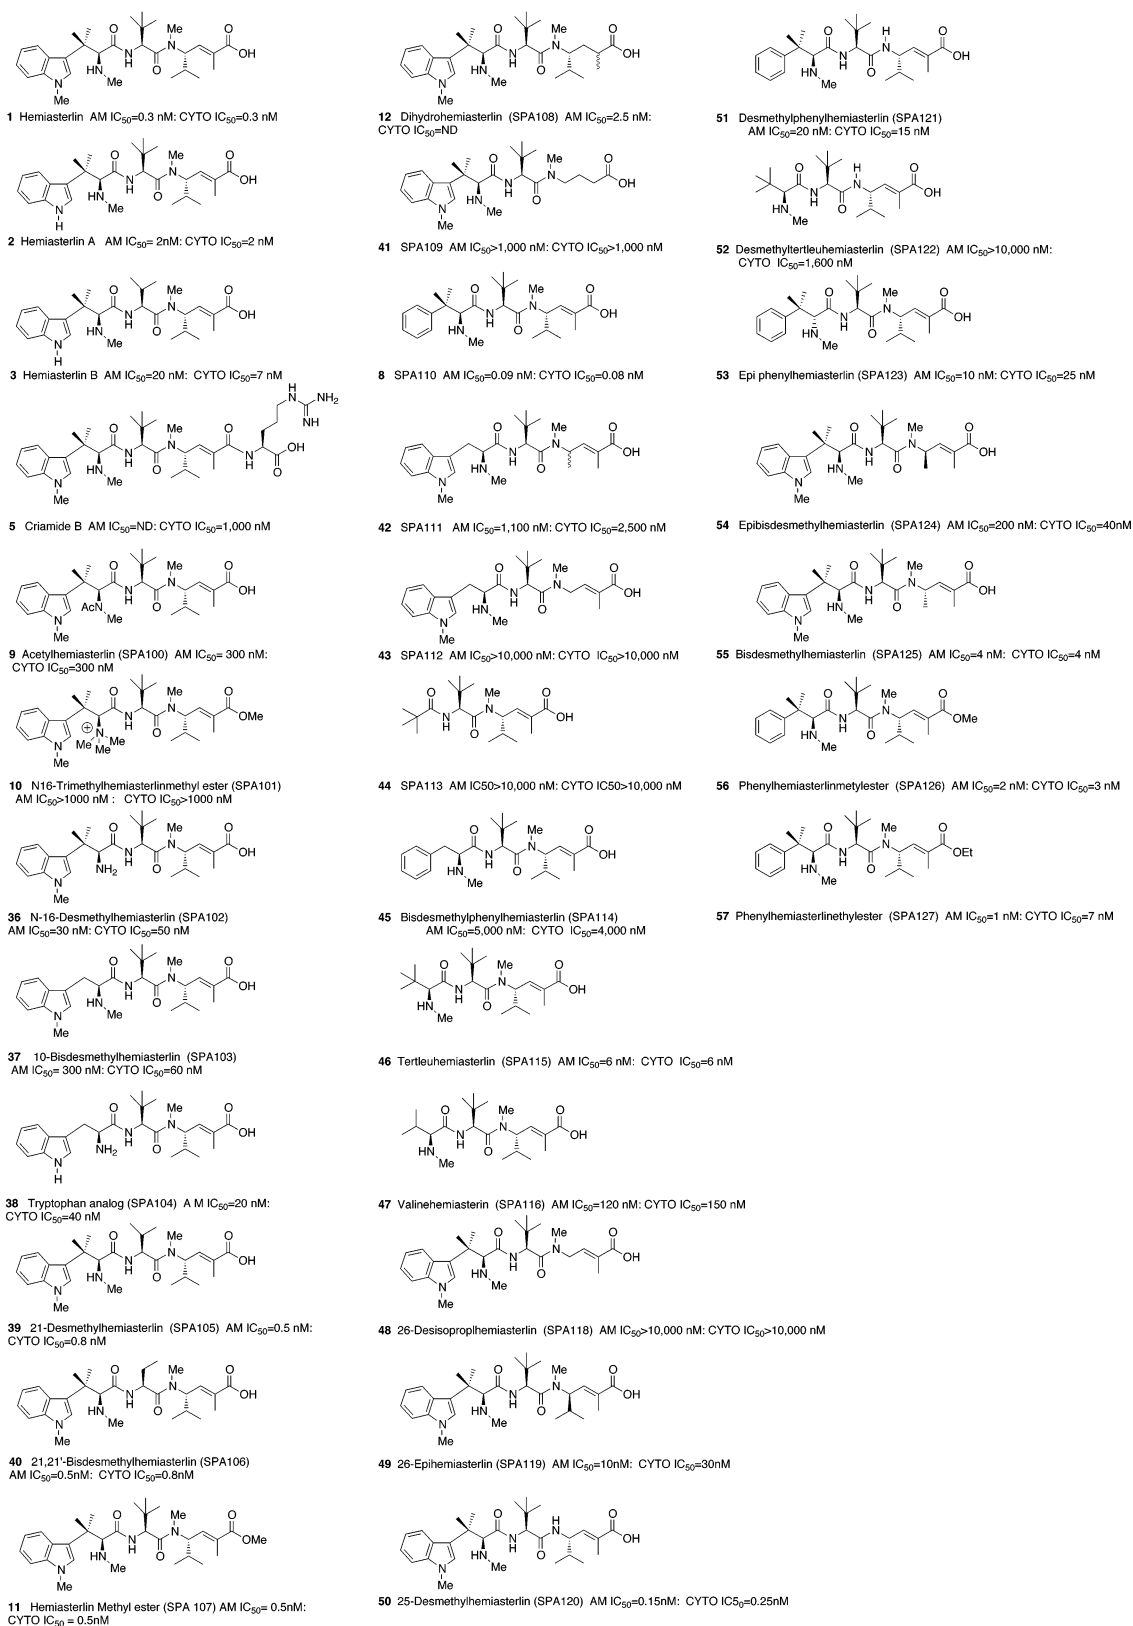 1 Hemiasterlin AM IC50=0.3 nM: CYTO IC50=0.3 nM
2 Hemiasterlin A AM IC50= 2nM: CYTO IC50=2 nM
3 Hemiasterlin B AM IC50=20 nM: CYTO IC50=7 nM
5 Criamide B AM IC50=ND: CYTO IC50=1,000 nM
9 Acetylhemiasterlin (SPA100) AM IC50= 300 nM:
CYTO IC50=300 nM
10 N16-Trimethylhemiasterlinmethyl ester (SPA101)
AM IC50>1000 nM : CYTO IC50>1000 nM
36 N-16-Desmethylhemiasterlin (SPA102)
AM IC50=30 nM: CYTO IC50=50 nM
37 10-Bisdesmethylhemiasterlin (SPA103)
AM IC50= 300 nM: CYTO IC50=60 nM
38 Tryptophan analog (SPA104) A M IC50=20 nM:
CYTO IC50=40 nM
39 21-Desmethylhemiasterlin (SPA105) AM IC50=0.5 nM:
CYTO IC50=0.8 nM
40 21,21'-Bisdesmethylhemiasterlin (SPA106)
AM IC50=0.5nM: CYTO IC50=0.8nM
11 Hemiasterlin Methyl ester (SPA 107) AM IC50= 0.5nM:
CYTO IC50 = 0.5nM
12 Dihydrohemiasterlin (SPA108) AM IC50=2.5 nM:
CYTO IC50=ND
41 SPA109 AM IC50>1,000 nM: CYTO IC50>1,000 nM
8 SPA110 AM IC50=0.09 nM: CYTO IC50=0.08 nM
42 SPA111 AM IC50=1,100 nM: CYTO IC50=2,500 nM
43 SPA112 AM IC50>10,000 nM: CYTO IC50>10,000 nM
44 SPA113 AM IC50>10,000 nM: CYTO IC50>10,000 nM
45 Bisdesmethylphenylhemiasterlin (SPA114)
AM IC50=5,000 nM: CYTO IC50=4,000 nM
46 Tertleuhemiasterlin (SPA115) AM IC50=6 nM: CYTO IC50=6 nM
47 Valinehemiasterin (SPA116) AM IC50=120 nM: CYTO IC50=150 nM
48 26-Desisoproplhemiasterlin (SPA118) AM IC50>10,000 nM: CYTO IC50>10,000 nM
49 26-Epihemiasterlin (SPA119) AM IC50=10nM: CYTO IC50=30nM
50 25-Desmethylhemiasterlin (SPA120) AM IC50=0.15nM: CYTO IC50=0.25nM
51 Desmethylphenylhemiasterlin (SPA121)
AM IC50=20 nM: CYTO IC50=15 nM
52 Desmethyltertleuhemiasterlin (SPA122) AM IC50>10,000 nM:
CYTO IC50=1,600 nM
53 Epi phenylhemiasterlin (SPA123) AM IC50=10 nM: CYTO IC50=25 nM
54 Epibisdesmethylhemiasterlin (SPA124) AM IC50=200 nM: CYTO IC50=40nM
55 Bisdesmethylhemiasterlin (SPA125) AM IC50=4 nM: CYTO IC50=4 nM
56 Phenylhemiasterlinmetylester (SPA126) AM IC50=2 nM: CYTO IC50=3 nM
57 Phenylhemiasterlinethylester (SPA127) AM IC50=1 nM: CYTO IC50=7 nM